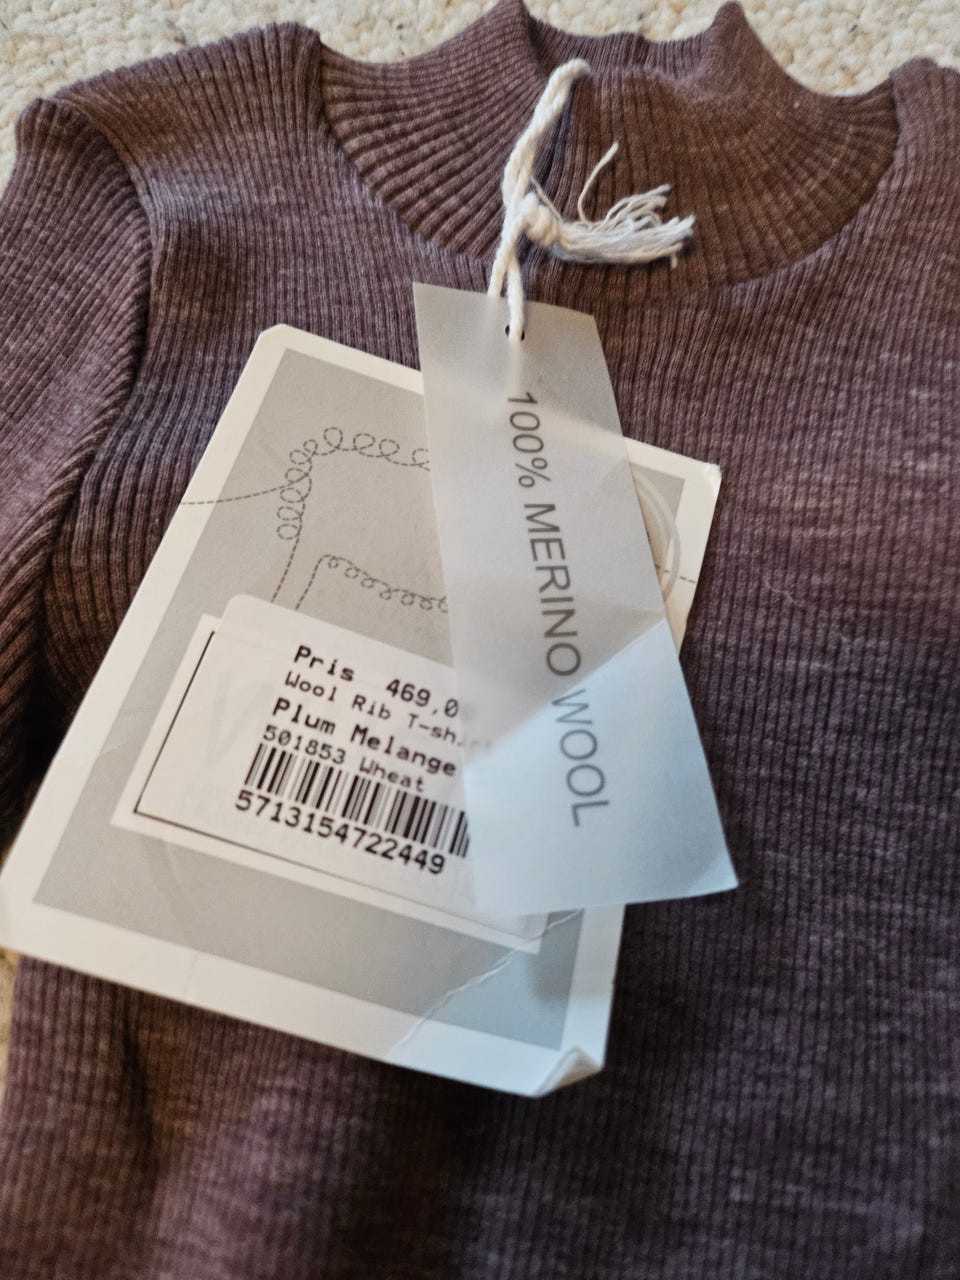 100% MERINO WOOL
Pris 469,0
Wool Rib T-sh
Plum Melange
501853 Wheat
5713154722449